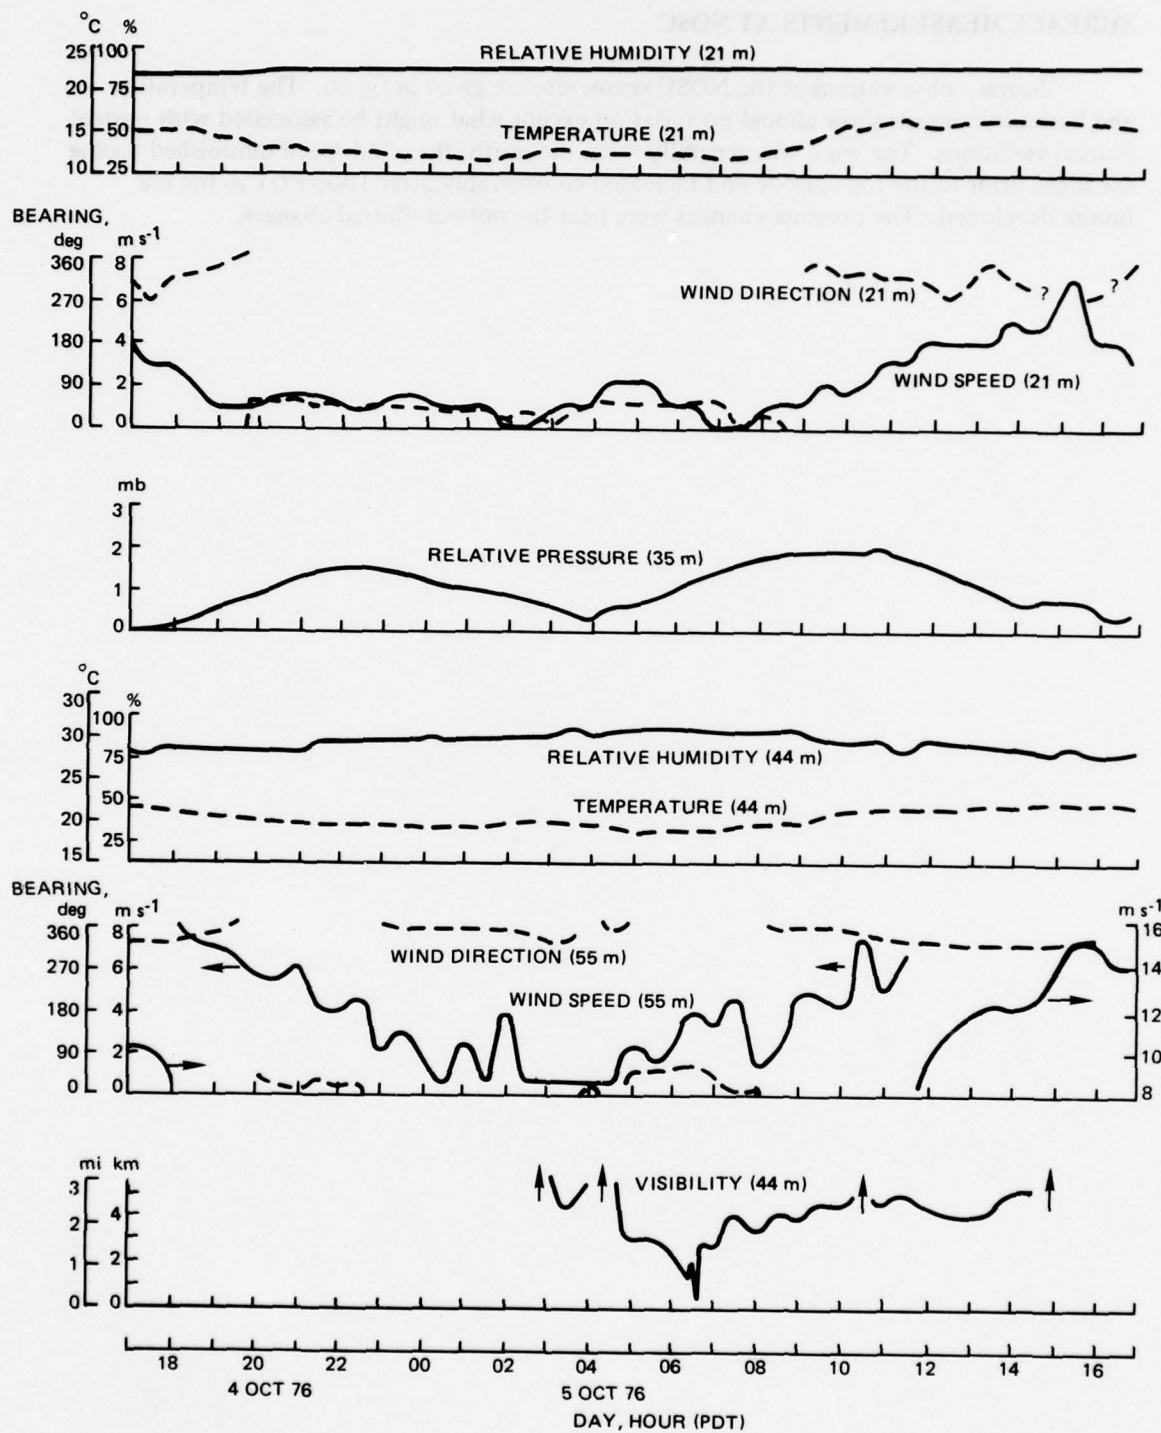 °C %
25 100
RELATIVE HUMIDITY (21 m)
20 75
15 50
TEMPERATURE (21 m)
10 25
BEARING,
deg m s-1
360 8
270 6
WIND DIRECTION (21 m)
?
?
180 4
90 2
WIND SPEED (21 m)
0 0
mb
3
2
RELATIVE PRESSURE (35 m)
1
0
°C
30 %
100
30
75
RELATIVE HUMIDITY (44 m)
25
50
TEMPERATURE (44 m)
20
25
15
BEARING,
deg m s-1
m s-1
360 8
16
WIND DIRECTION (55 m)
270 6
14
WIND SPEED (55 m)
180 4
12
90 2
10
0 0
8
mi km
3
VISIBILITY (44 m)
4
2
1 2
0 0
18 20 22 00 02 04 06 08 10 12 14 16
4 OCT 76
5 OCT 76
DAY, HOUR (PDT)